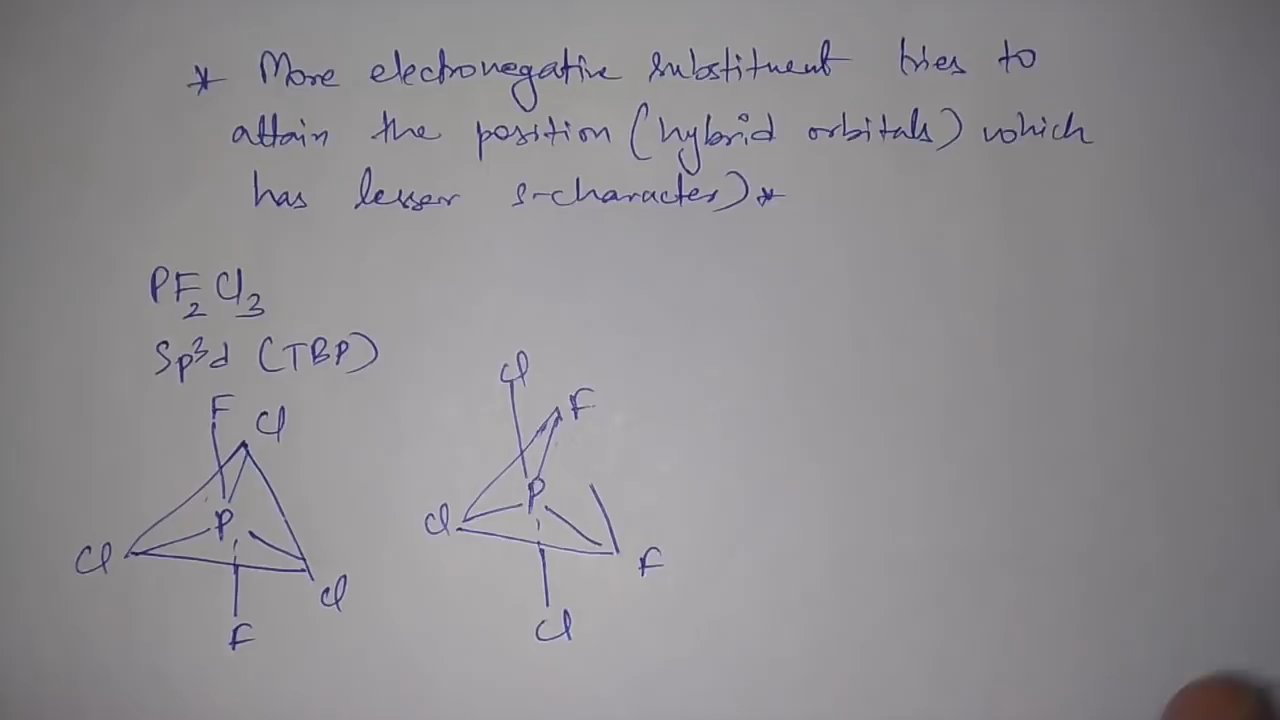 * More electronegative substituent tries to
attain the position (hybrid orbitals) which
has lesser s-character) *
PF₂Cl₃
Sp³d (TBP)
F
Cl
P
Cl
Cl
F
Cl
F
P
Cl
F
Cl